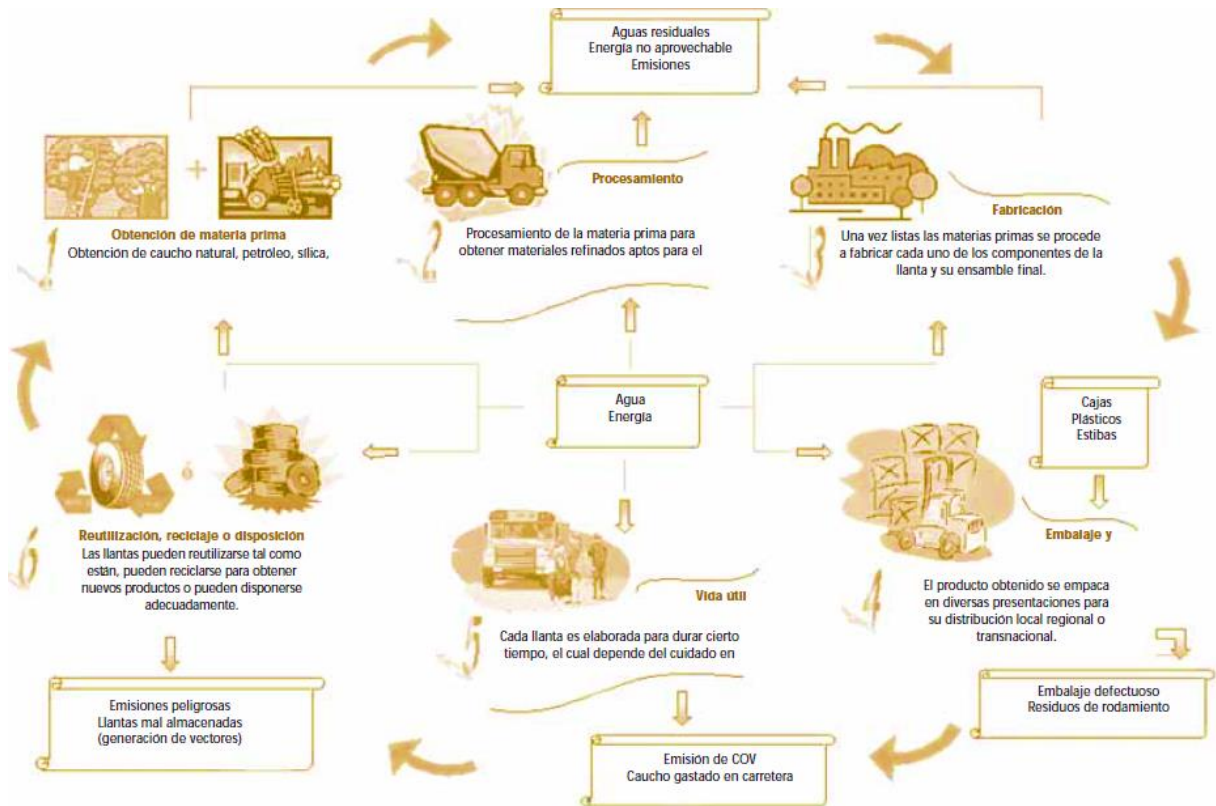 Aguas residuales
Energía no aprovechable
Emisiones
Obtención de materia prima
Obtención de caucho natural, petróleo, sílica,
Procesamiento
Procesamiento de la materia prima para
obtener materiales refinados aptos para el
Fabricación
Una vez listas las materias primas se procede
a fabricar cada uno de los componentes de la
llanta y su ensamble final.
Agua
Energía
Cajas
Plásticos
Estibas
Embalaje y
El producto obtenido se empaca
en diversas presentaciones para
su distribución local regional o
transnacional.
Embalaje defectuoso
Residuos de rodamiento
Vida útil
Cada llanta es elaborada para durar cierto
tiempo, el cual depende del cuidado en
Emisión de COV
Caucho gastado en carretera
ó
Reutilización, reciclaje o disposición
Las llantas pueden reutilizarse tal como
están, pueden reciclarse para obtener
nuevos productos o pueden disponerse
adecuadamente.
Emisiones peligrosas
Llantas mal almacenadas
(generación de vectores)
1
2
3
4
5
6